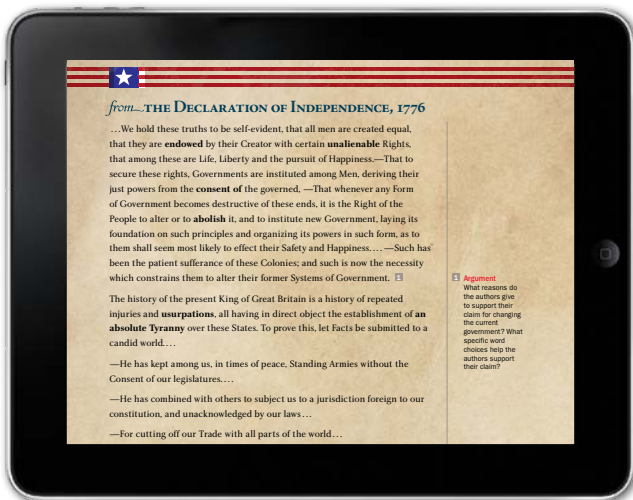 from THE DECLARATION OF INDEPENDENCE, 1776
…We hold these truths to be self-evident, that all men are created equal,
that they are endowed by their Creator with certain unalienable Rights,
that among these are Life, Liberty and the pursuit of Happiness.—That to
secure these rights, Governments are instituted among Men, deriving their
just powers from the consent of the governed, —That whenever any Form
of Government becomes destructive of these ends, it is the Right of the
People to alter or to abolish it, and to institute new Government, laying its
foundation on such principles and organizing its powers in such form, as to
them shall seem most likely to effect their Safety and Happiness.… —Such has
been the patient sufferance of these Colonies; and such is now the necessity
which constrains them to alter their former Systems of Government. 1
The history of the present King of Great Britain is a history of repeated
injuries and usurpations, all having in direct object the establishment of an
absolute Tyranny over these States. To prove this, let Facts be submitted to a
candid world.…
—He has kept among us, in times of peace, Standing Armies without the
Consent of our legislatures.…
—He has combined with others to subject us to a jurisdiction foreign to our
constitution, and unacknowledged by our laws…
—For cutting off our Trade with all parts of the world…
1 Argument
What reasons do
the authors give
to support their
claim for changing
the current
government? What
specific word
choices help the
authors support
their claim?